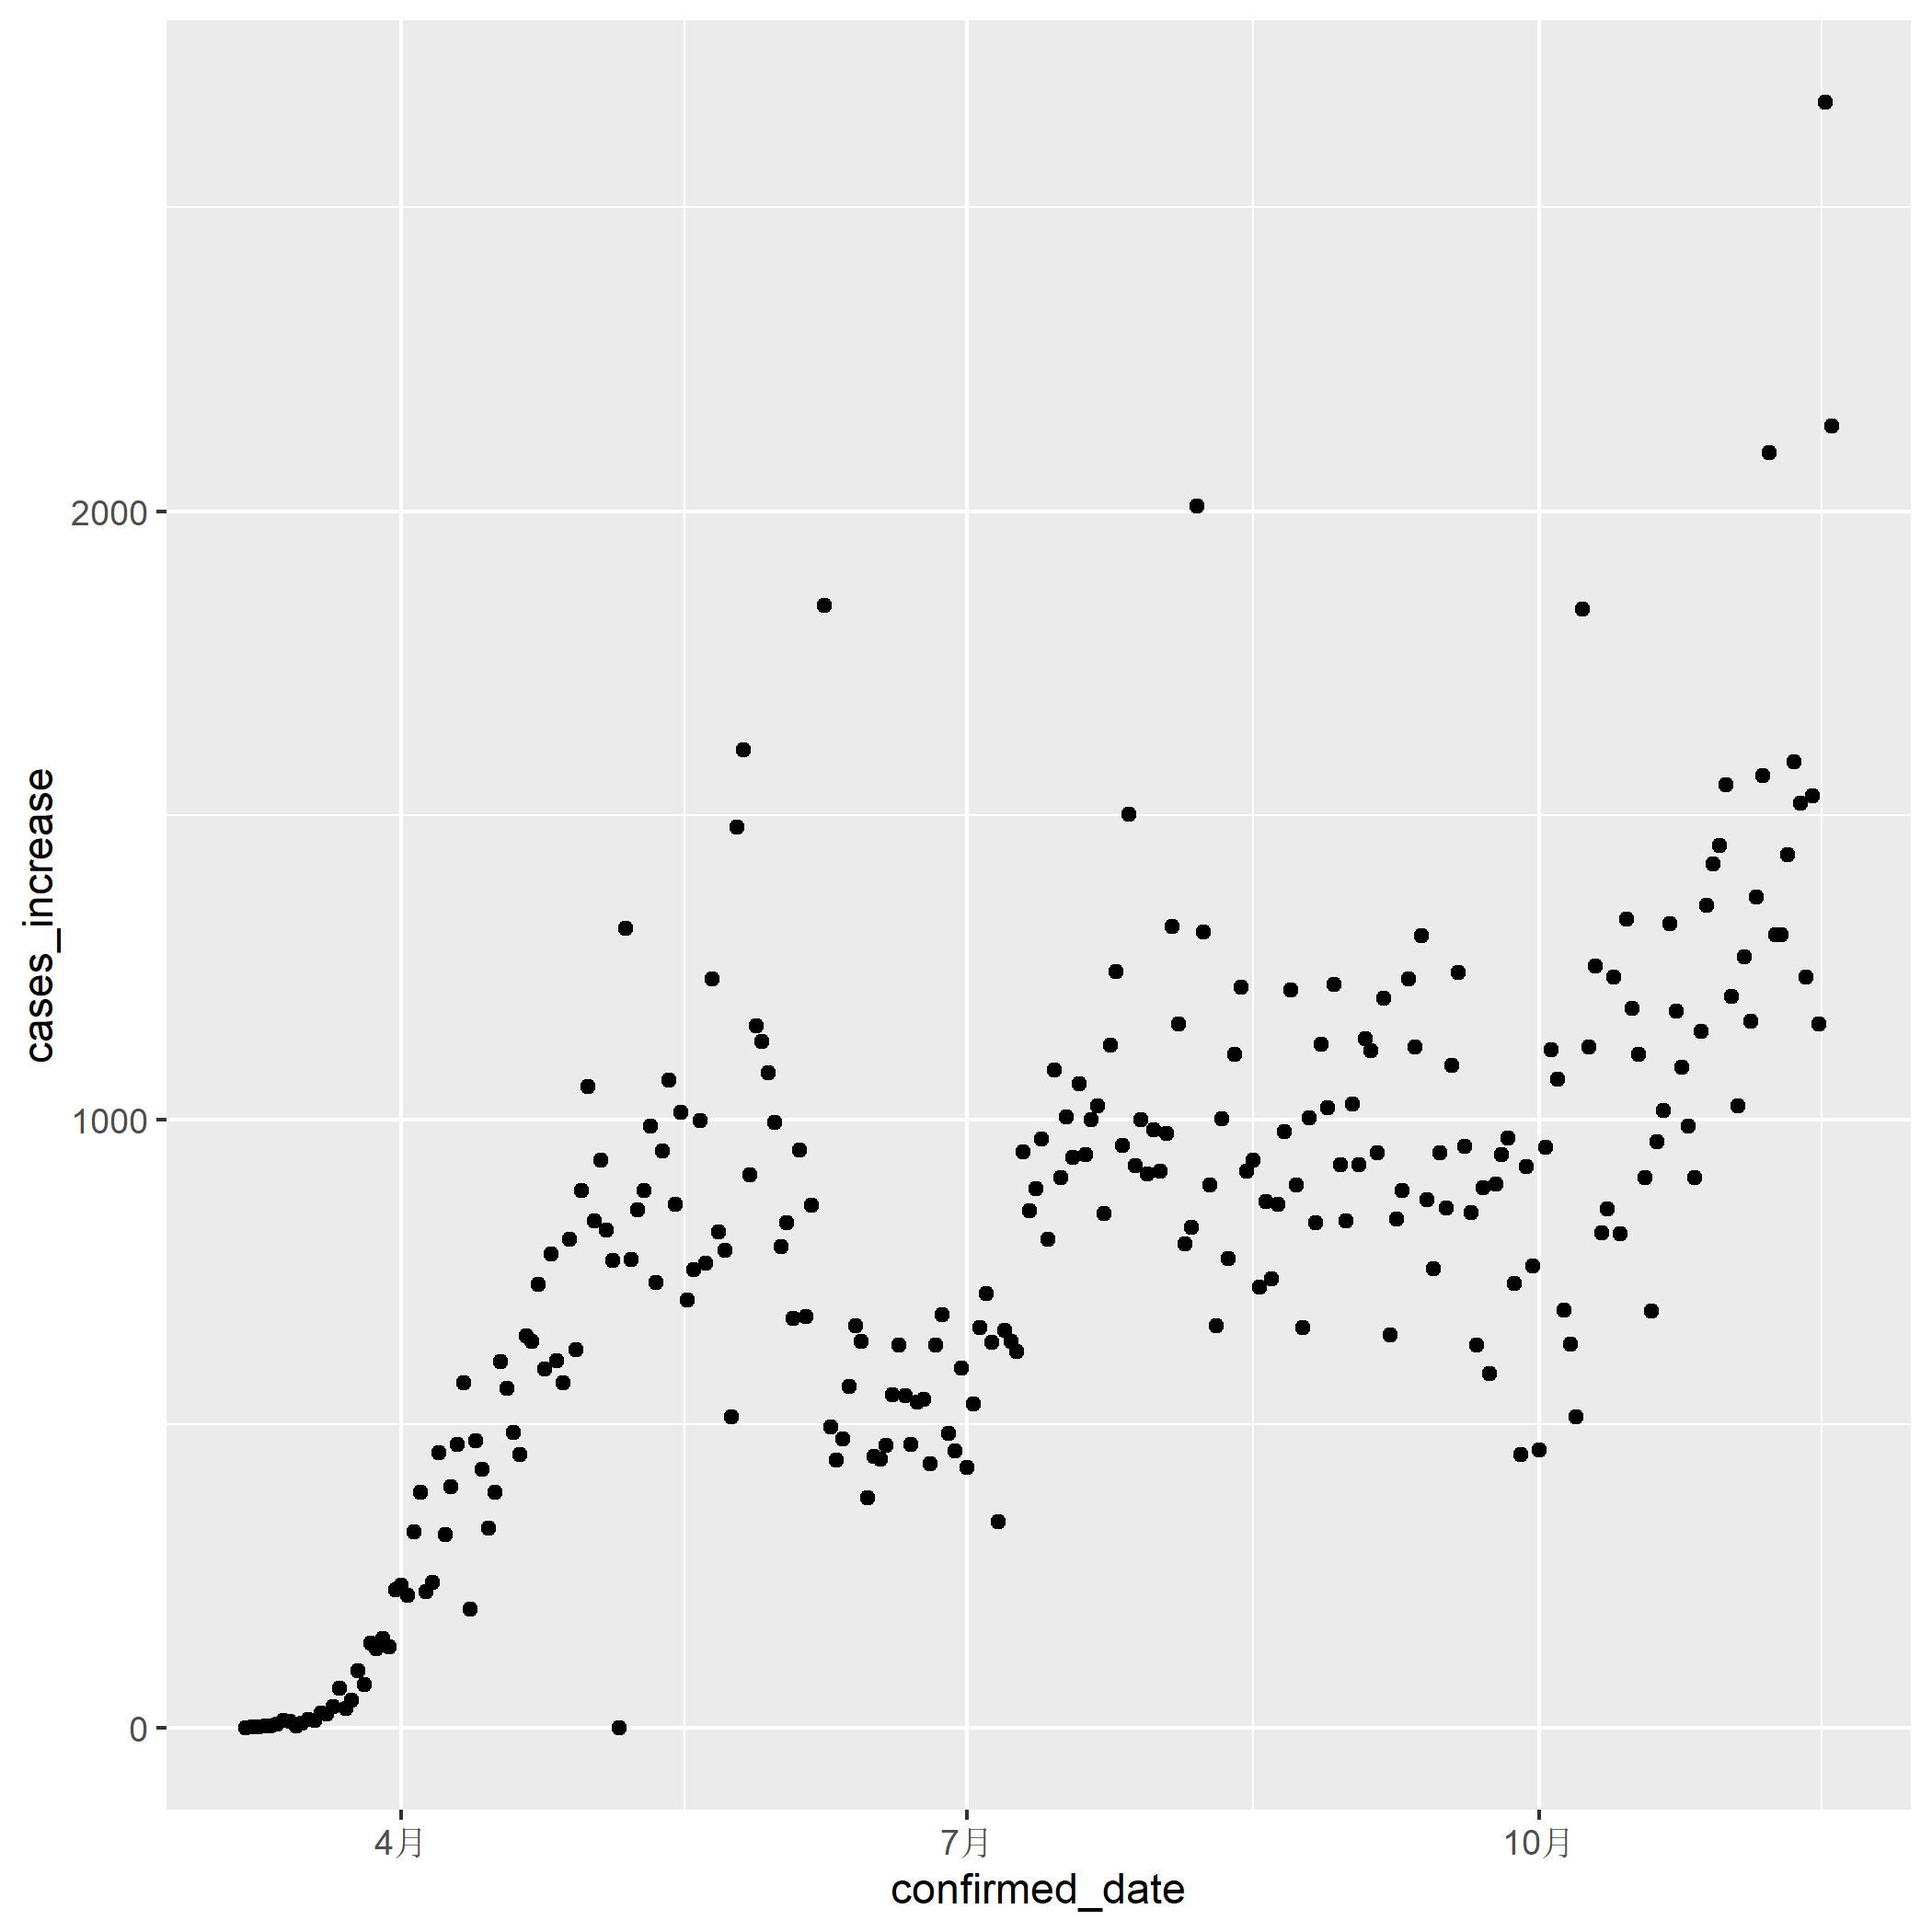 cases_increase
2000
1000
0
4月
7月
10月
confirmed_date